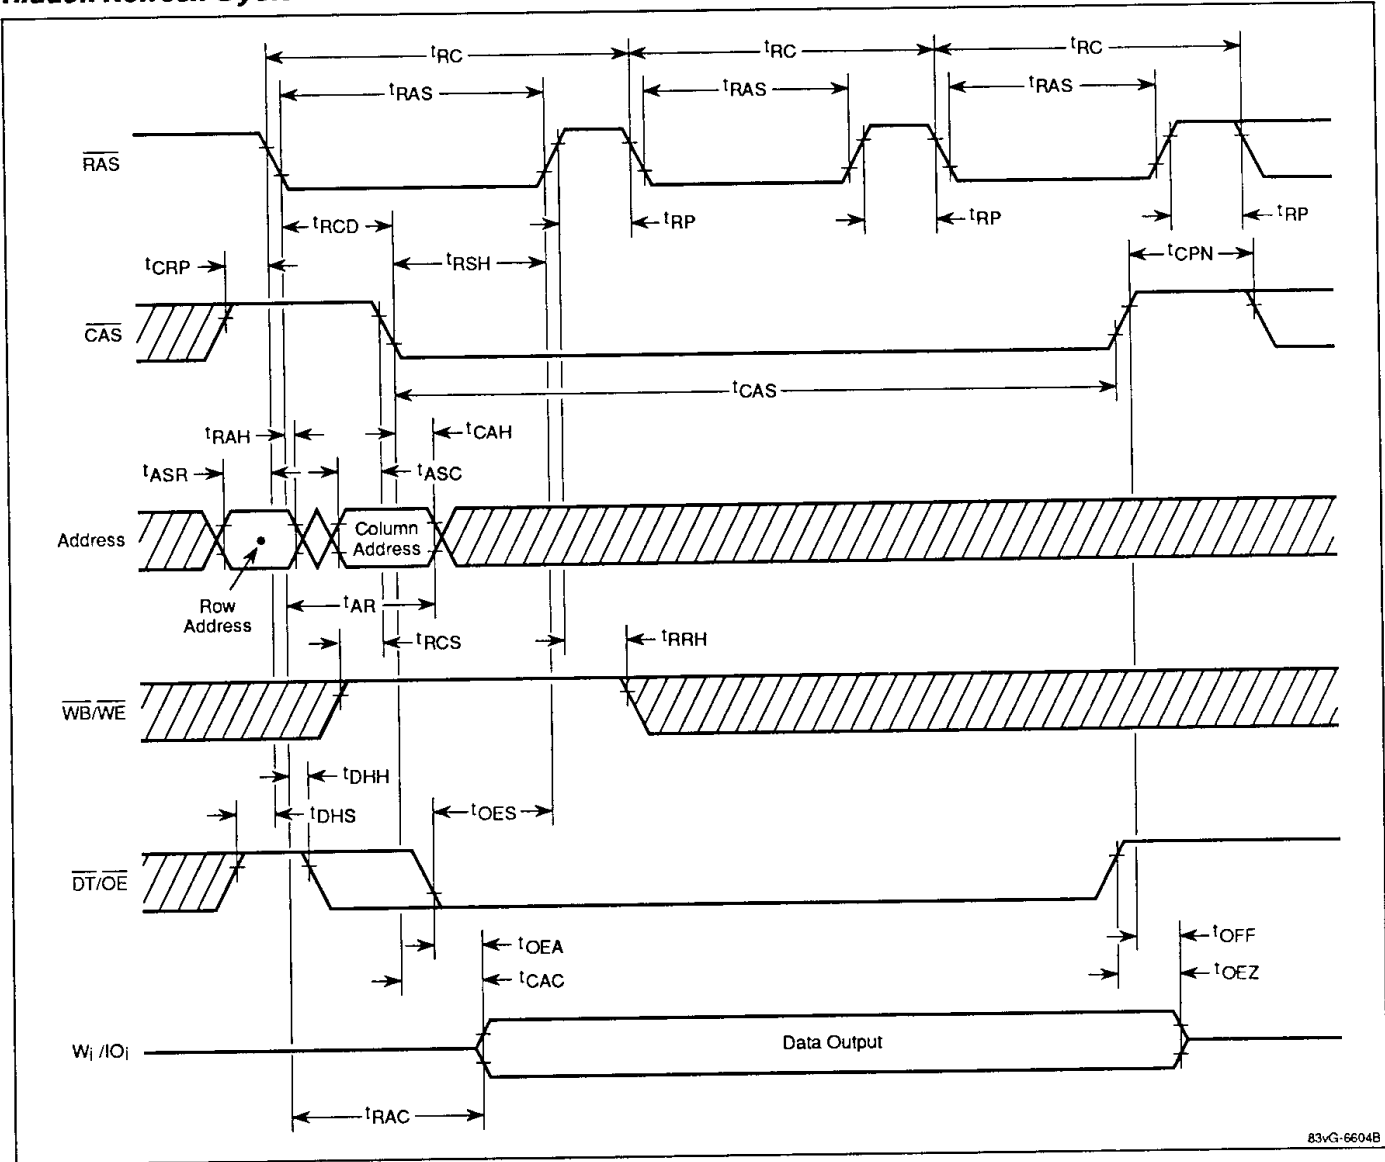 Hidden Refresh Cycle
tRC tRC tRC
tRAS tRAS tRAS
RAS
tRP tRP tRP
tRCD
tCPN
tRSH
tCRP
CAS
tCAS
tRAH tCAH
tASR tASC
Address
Column
Address
Row
Address
tAR
tRCS tRRH
WB/WE
tDHH
tDHS tOES
DT/OE
tOEA tOFF
tCAC tOEZ
Wi /IOi
Data Output
tRAC
83vG-6604B